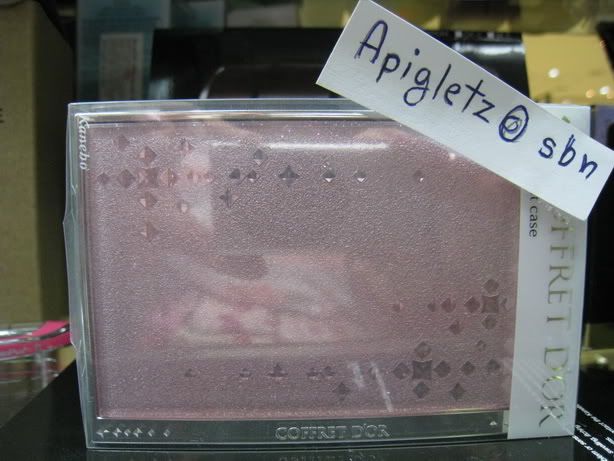 Apigletz@ sbn
Kanebo
COFFRET D'OR
case
COFFRET D'OR